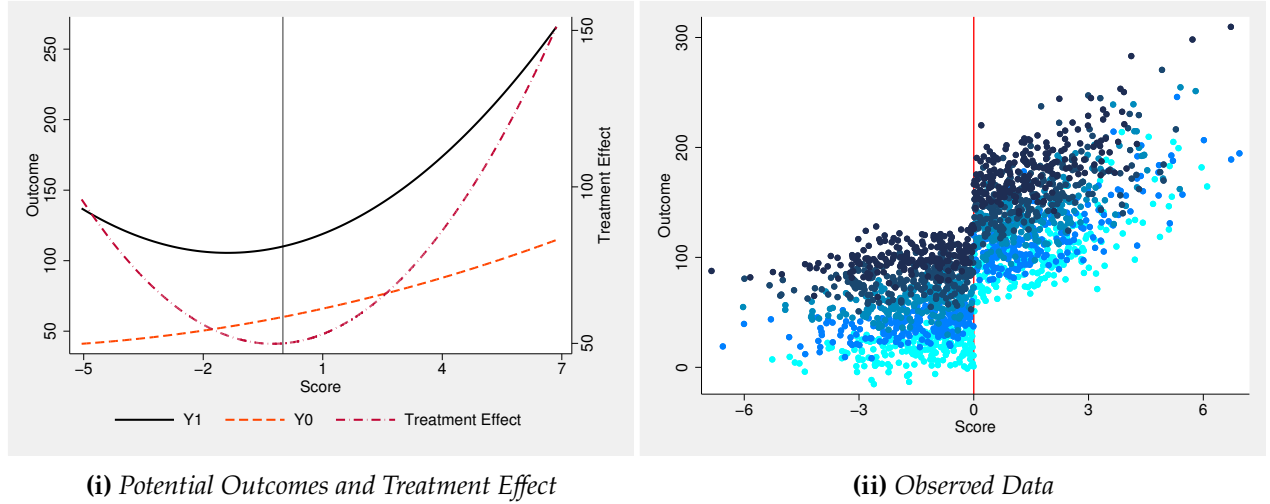 250
200
150
100
50
Outcome
150
100
50
Treatment Effect
−5 −2 1 4 7
Score
Y1 Y0 Treatment Effect
(i) Potential Outcomes and Treatment Effect
300
200
100
0
Outcome
−6 −3 0 3 6
Score
(ii) Observed Data